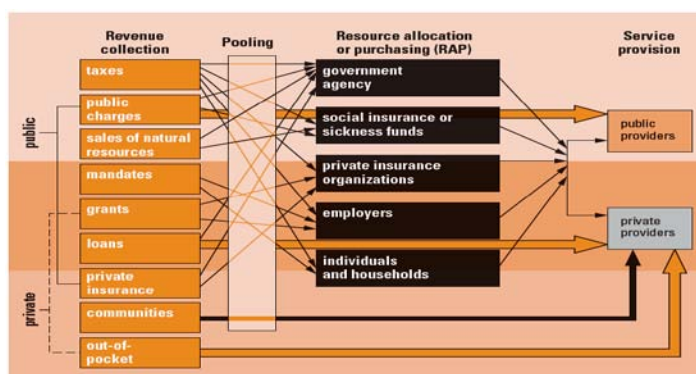 Revenue
collection
Pooling
Resource allocation
or purchasing (RAP)
Service
provision
taxes
public
charges
sales of natural
resources
mandates
grants
loans
private
insurance
communities
out-of-
pocket
public
private
government
agency
social insurance or
sickness funds
private insurance
organizations
employers
individuals
and households
public
providers
private
providers